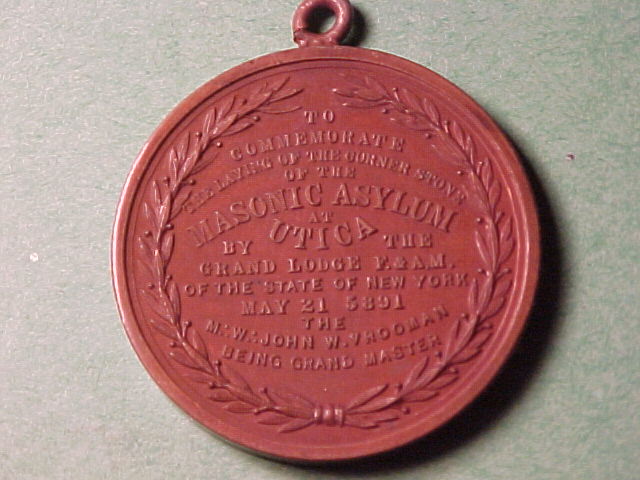 TO
COMMEMORATE
THE LAYING OF THE CORNER STONE
OF THE
MASONIC ASYLUM
AT
UTICA
BY THE
GRAND LODGE F.&A.M.
OF THE STATE OF NEW YORK
MAY 21 5891
THE
M∴W∴JOHN W. VROOMAN
BEING GRAND MASTER